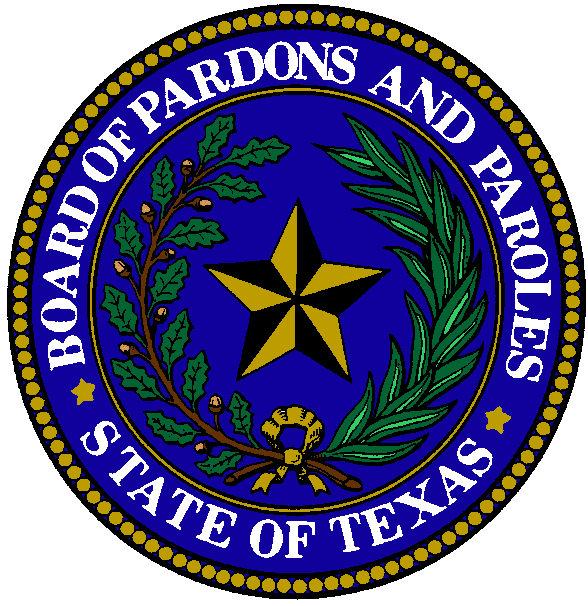 BOARD OF PARDONS AND PAROLES
STATE OF TEXAS